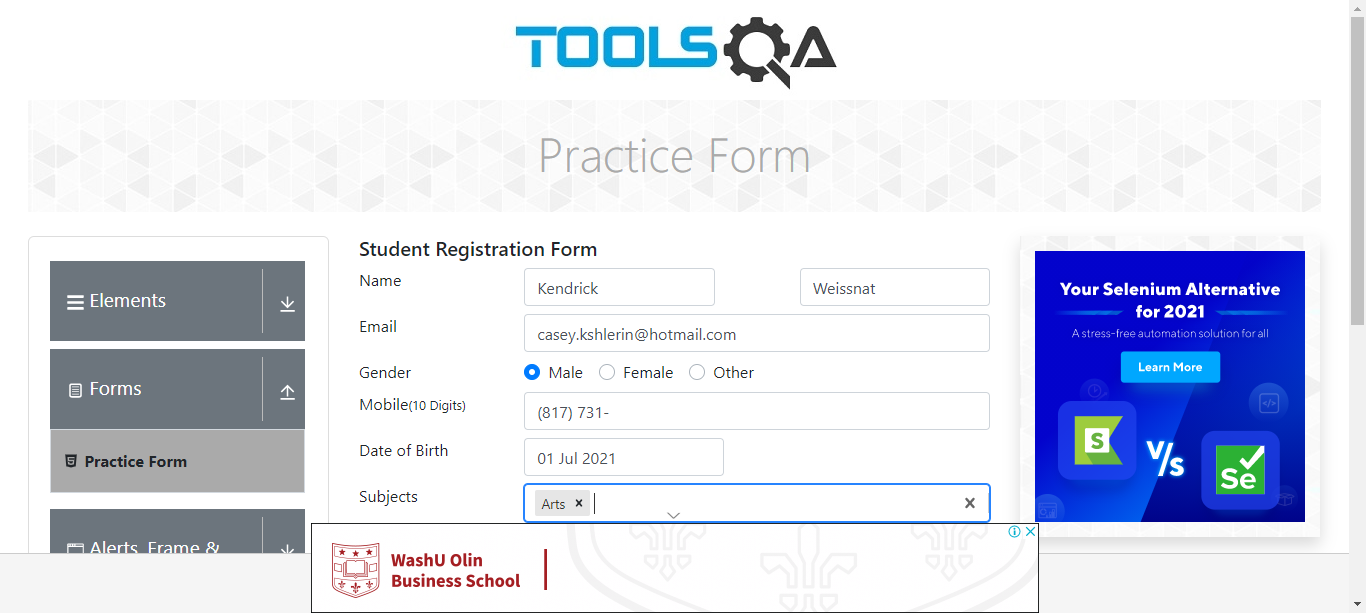 TOOLSQA
Practice Form
Elements
Forms
Practice Form
Alerts, Frame &
Student Registration Form
Name
Kendrick
Weissnat
Email
casey.kshlerin@hotmail.com
Gender
Male
Female
Other
Mobile(10 Digits)
(817) 731-
Date of Birth
01 Jul 2021
Subjects
Arts
Your Selenium Alternative
for 2021
A stress-free automation solution for all
Learn More
S
V/S
Se
WashU Olin
Business School